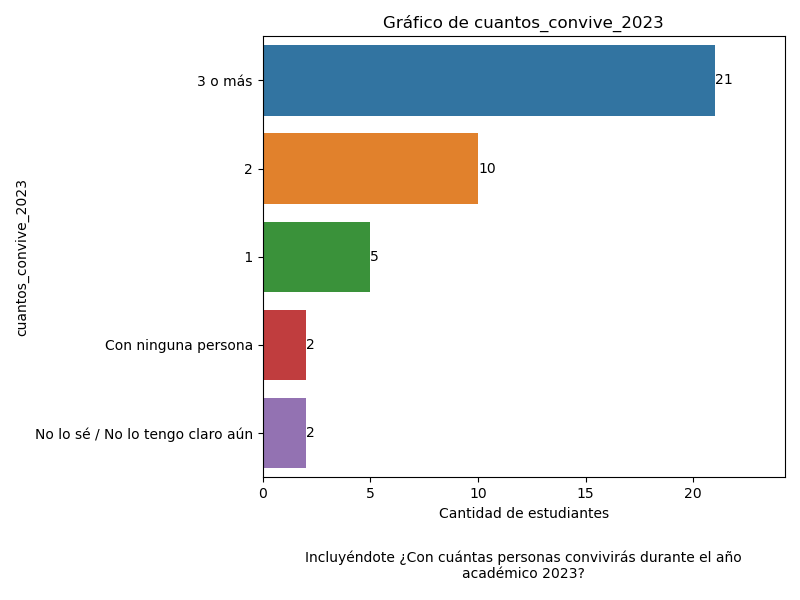 Gráfico de cuantos_convive_2023
cuantos_convive_2023
3 o más
21
2
10
1
5
Con ninguna persona
2
No lo sé / No lo tengo claro aún
2
0 5 10 15 20
Cantidad de estudiantes
Incluyéndote ¿Con cuántas personas convivirás durante el año
académico 2023?